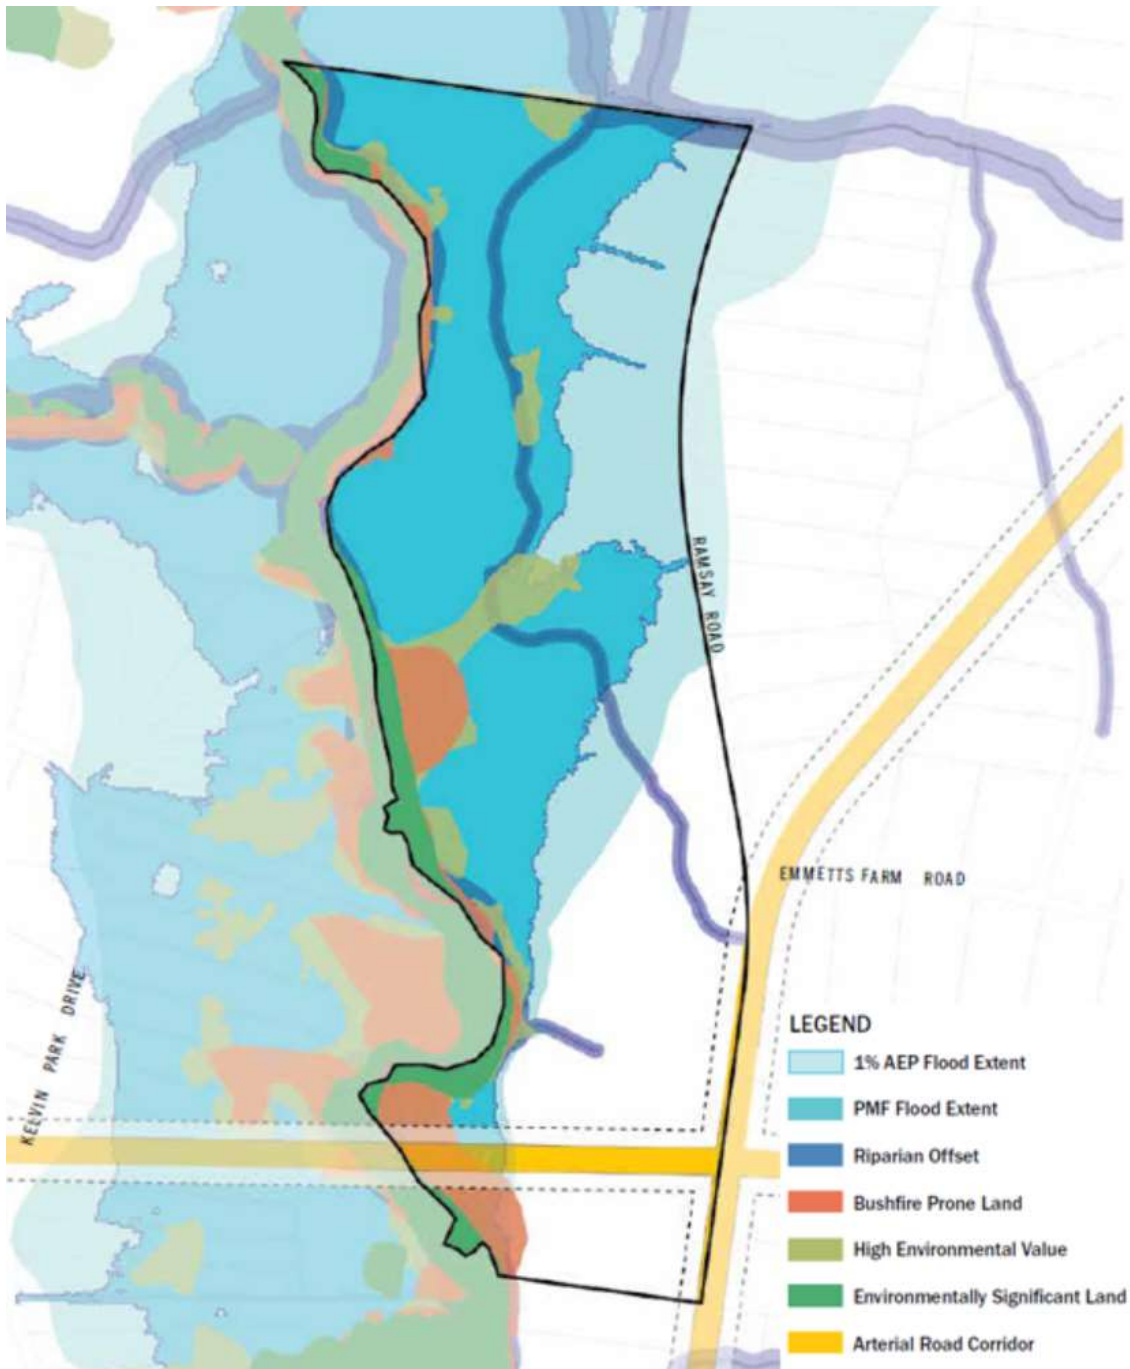 RAMSAY ROAD
EMMETTS FARM ROAD
KELVIN PARK DRIVE
LEGEND
1% AEP Flood Extent
PMF Flood Extent
Riparian Offset
Bushfire Prone Land
High Environmental Value
Environmentally Significant Land
Arterial Road Corridor